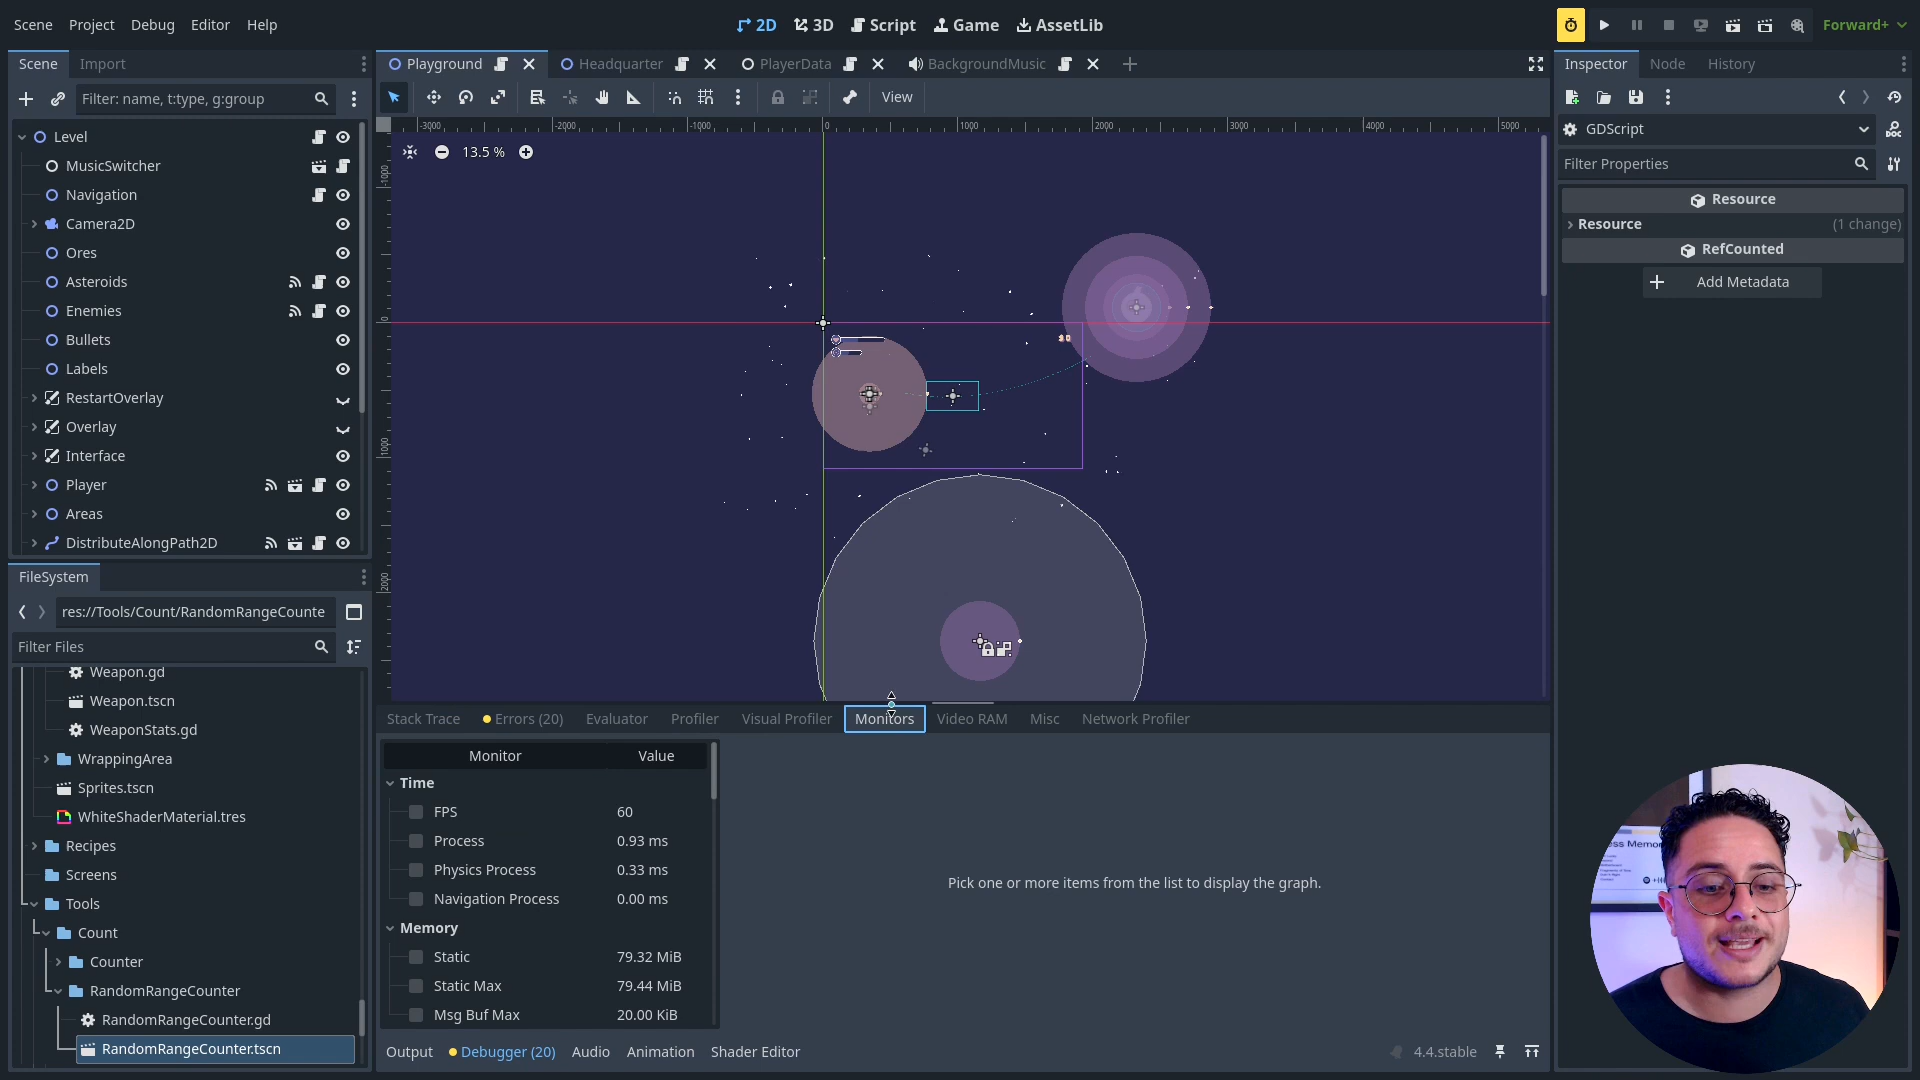 Scene Project Debug Editor Help
2D 3D Script Game AssetLib
Forward+
Scene Import
Playground Headquarter PlayerData BackgroundMusic
Inspector Node History
Filter: name, t:type, g:group
View
GDScript
Filter Properties
Resource
Resource (1 change)
RefCounted
Add Metadata
-3000 -2000 -1000 0 1000 2000 3000 4000 5000
-1000
0
1000
2000
13.5 %
Level
MusicSwitcher
Navigation
Camera2D
Ores
Asteroids
Enemies
Bullets
Labels
RestartOverlay
Overlay
Interface
Player
Areas
DistributeAlongPath2D
FileSystem
res://Tools/Count/RandomRangeCounte
Filter Files
Weapon.gd
Weapon.tscn
WeaponStats.gd
WrappingArea
Sprites.tscn
WhiteShaderMaterial.tres
Recipes
Screens
Tools
Count
Counter
RandomRangeCounter
RandomRangeCounter.gd
RandomRangeCounter.tscn
Stack Trace Errors (20) Evaluator Profiler Visual Profiler Monitors Video RAM Misc Network Profiler
Monitor Value
Time
FPS 60
Process 0.93 ms
Physics Process 0.33 ms
Navigation Process 0.00 ms
Memory
Static 79.32 MiB
Static Max 79.44 MiB
Msg Buf Max 20.00 KiB
Pick one or more items from the list to display the graph.
Output Debugger (20) Audio Animation Shader Editor
4.4.stable